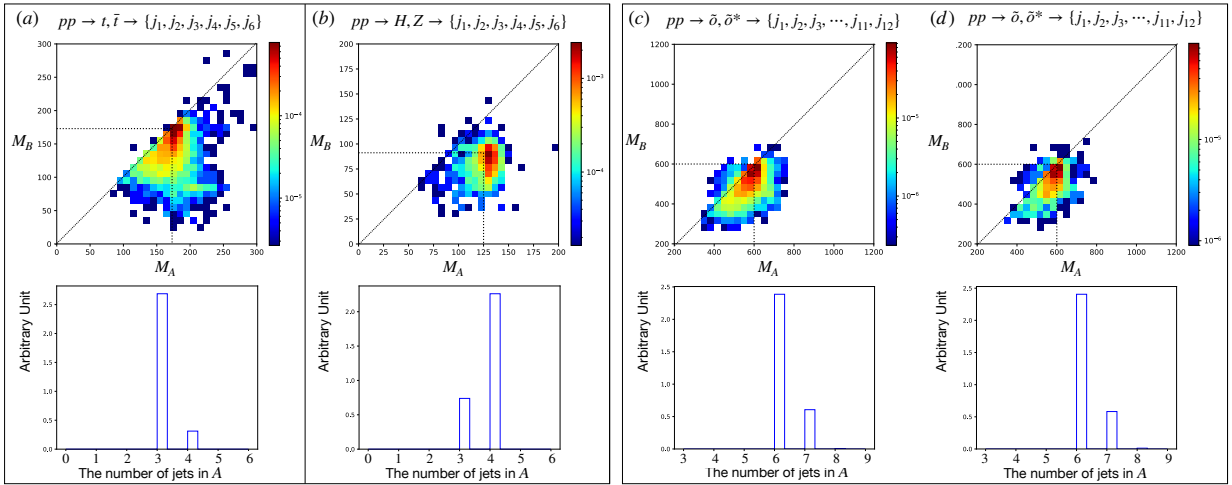 (a) pp → t, t̄ → {j₁, j₂, j₃, j₄, j₅, j₆}
300
250
200
150
100
50
0
M_B
0 50 100 150 200 250 300
M_A
10⁻⁴
10⁻⁵
2.5
2.0
1.5
1.0
0.5
0.0
Arbitrary Unit
0 1 2 3 4 5 6
The number of jets in A
(b) pp → H, Z → {j₁, j₂, j₃, j₄, j₅, j₆}
200
175
150
125
100
75
50
25
0
M_B
0 25 50 75 100 125 150 175 200
M_A
10⁻³
10⁻⁴
2.0
1.5
1.0
0.5
0.0
Arbitrary Unit
0 1 2 3 4 5 6
The number of jets in A
(c) pp → õ, õ* → {j₁, j₂, j₃, ⋯, j₁₁, j₁₂}
1200
1000
800
600
400
200
M_B
200 400 600 800 1000 1200
M_A
10⁻⁵
10⁻⁶
2.5
2.0
1.5
1.0
0.5
0.0
Arbitrary Unit
3 4 5 6 7 8 9
The number of jets in A
(d) pp → õ, õ* → {j₁, j₂, j₃, ⋯, j₁₁, j₁₂}
.200
.000
800
600
400
200
M_B
200 400 600 800 1000 1200
M_A
10⁻⁵
10⁻⁶
2.5
2.0
1.5
1.0
0.5
0.0
Arbitrary Unit
3 4 5 6 7 8 9
The number of jets in A